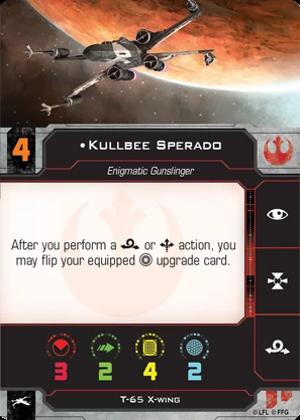 4
• Kullbee Sperado
Enigmatic Gunslinger
After you perform a or action, you
may flip your equipped upgrade card.
3 2 4 2
T-65 X-wing
© LFL © FFG